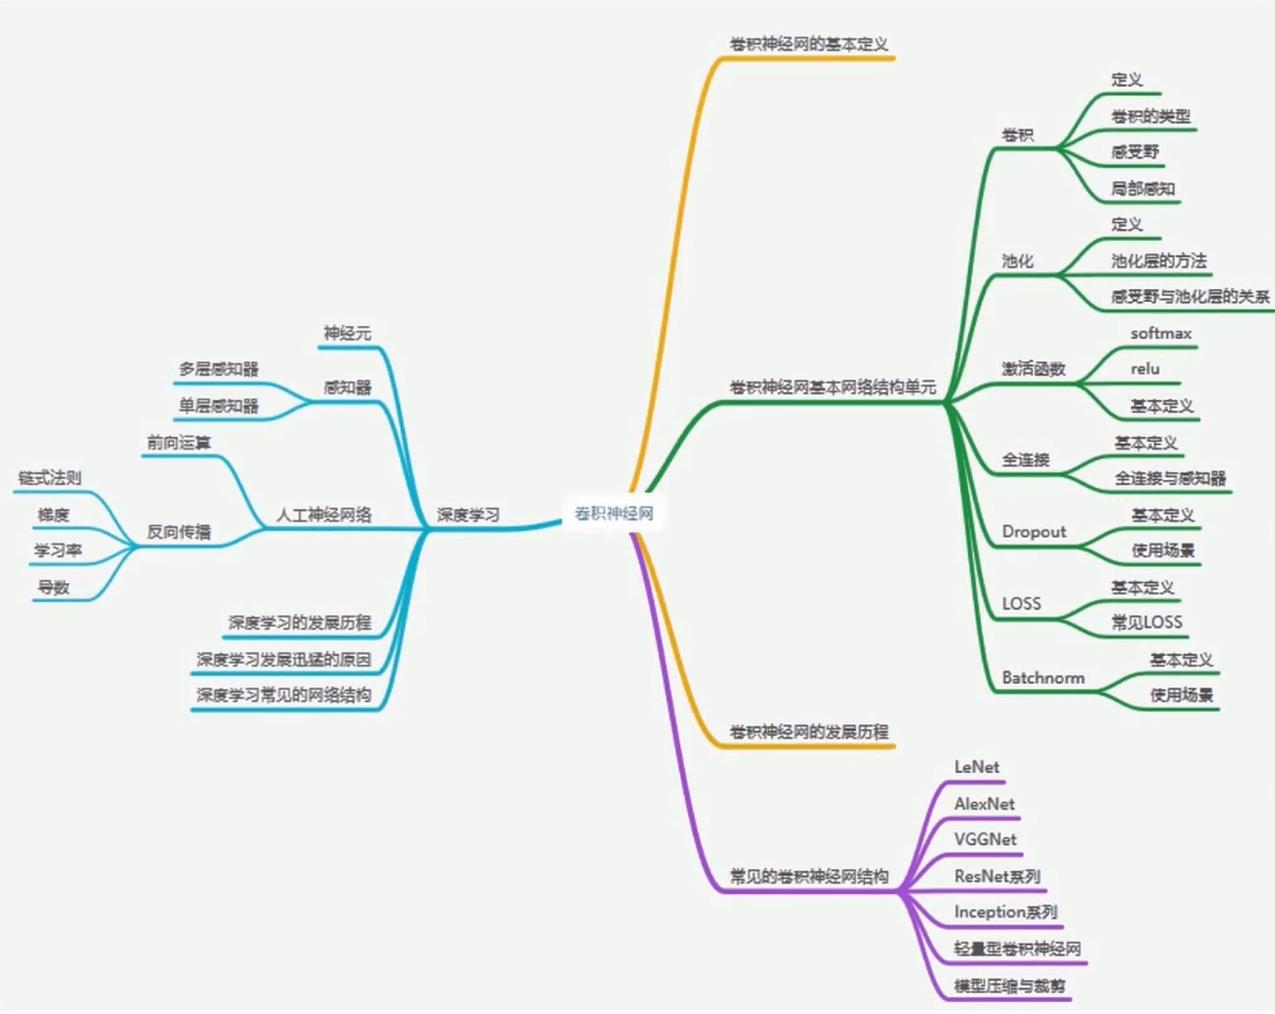 卷积神经网
卷积神经网的基本定义
卷积神经网基本网络结构单元
卷积
定义
卷积的类型
感受野
局部感知
池化
定义
池化层的方法
感受野与池化层的关系
激活函数
softmax
relu
基本定义
全连接
基本定义
全连接与感知器
Dropout
基本定义
使用场景
LOSS
基本定义
常见LOSS
Batchnorm
基本定义
使用场景
卷积神经网的发展历程
常见的卷积神经网结构
LeNet
AlexNet
VGGNet
ResNet系列
Inception系列
轻量型卷积神经网
模型压缩与裁剪
深度学习
神经元
感知器
多层感知器
单层感知器
人工神经网络
前向运算
反向传播
链式法则
梯度
学习率
导数
深度学习的发展历程
深度学习发展迅猛的原因
深度学习常见的网络结构